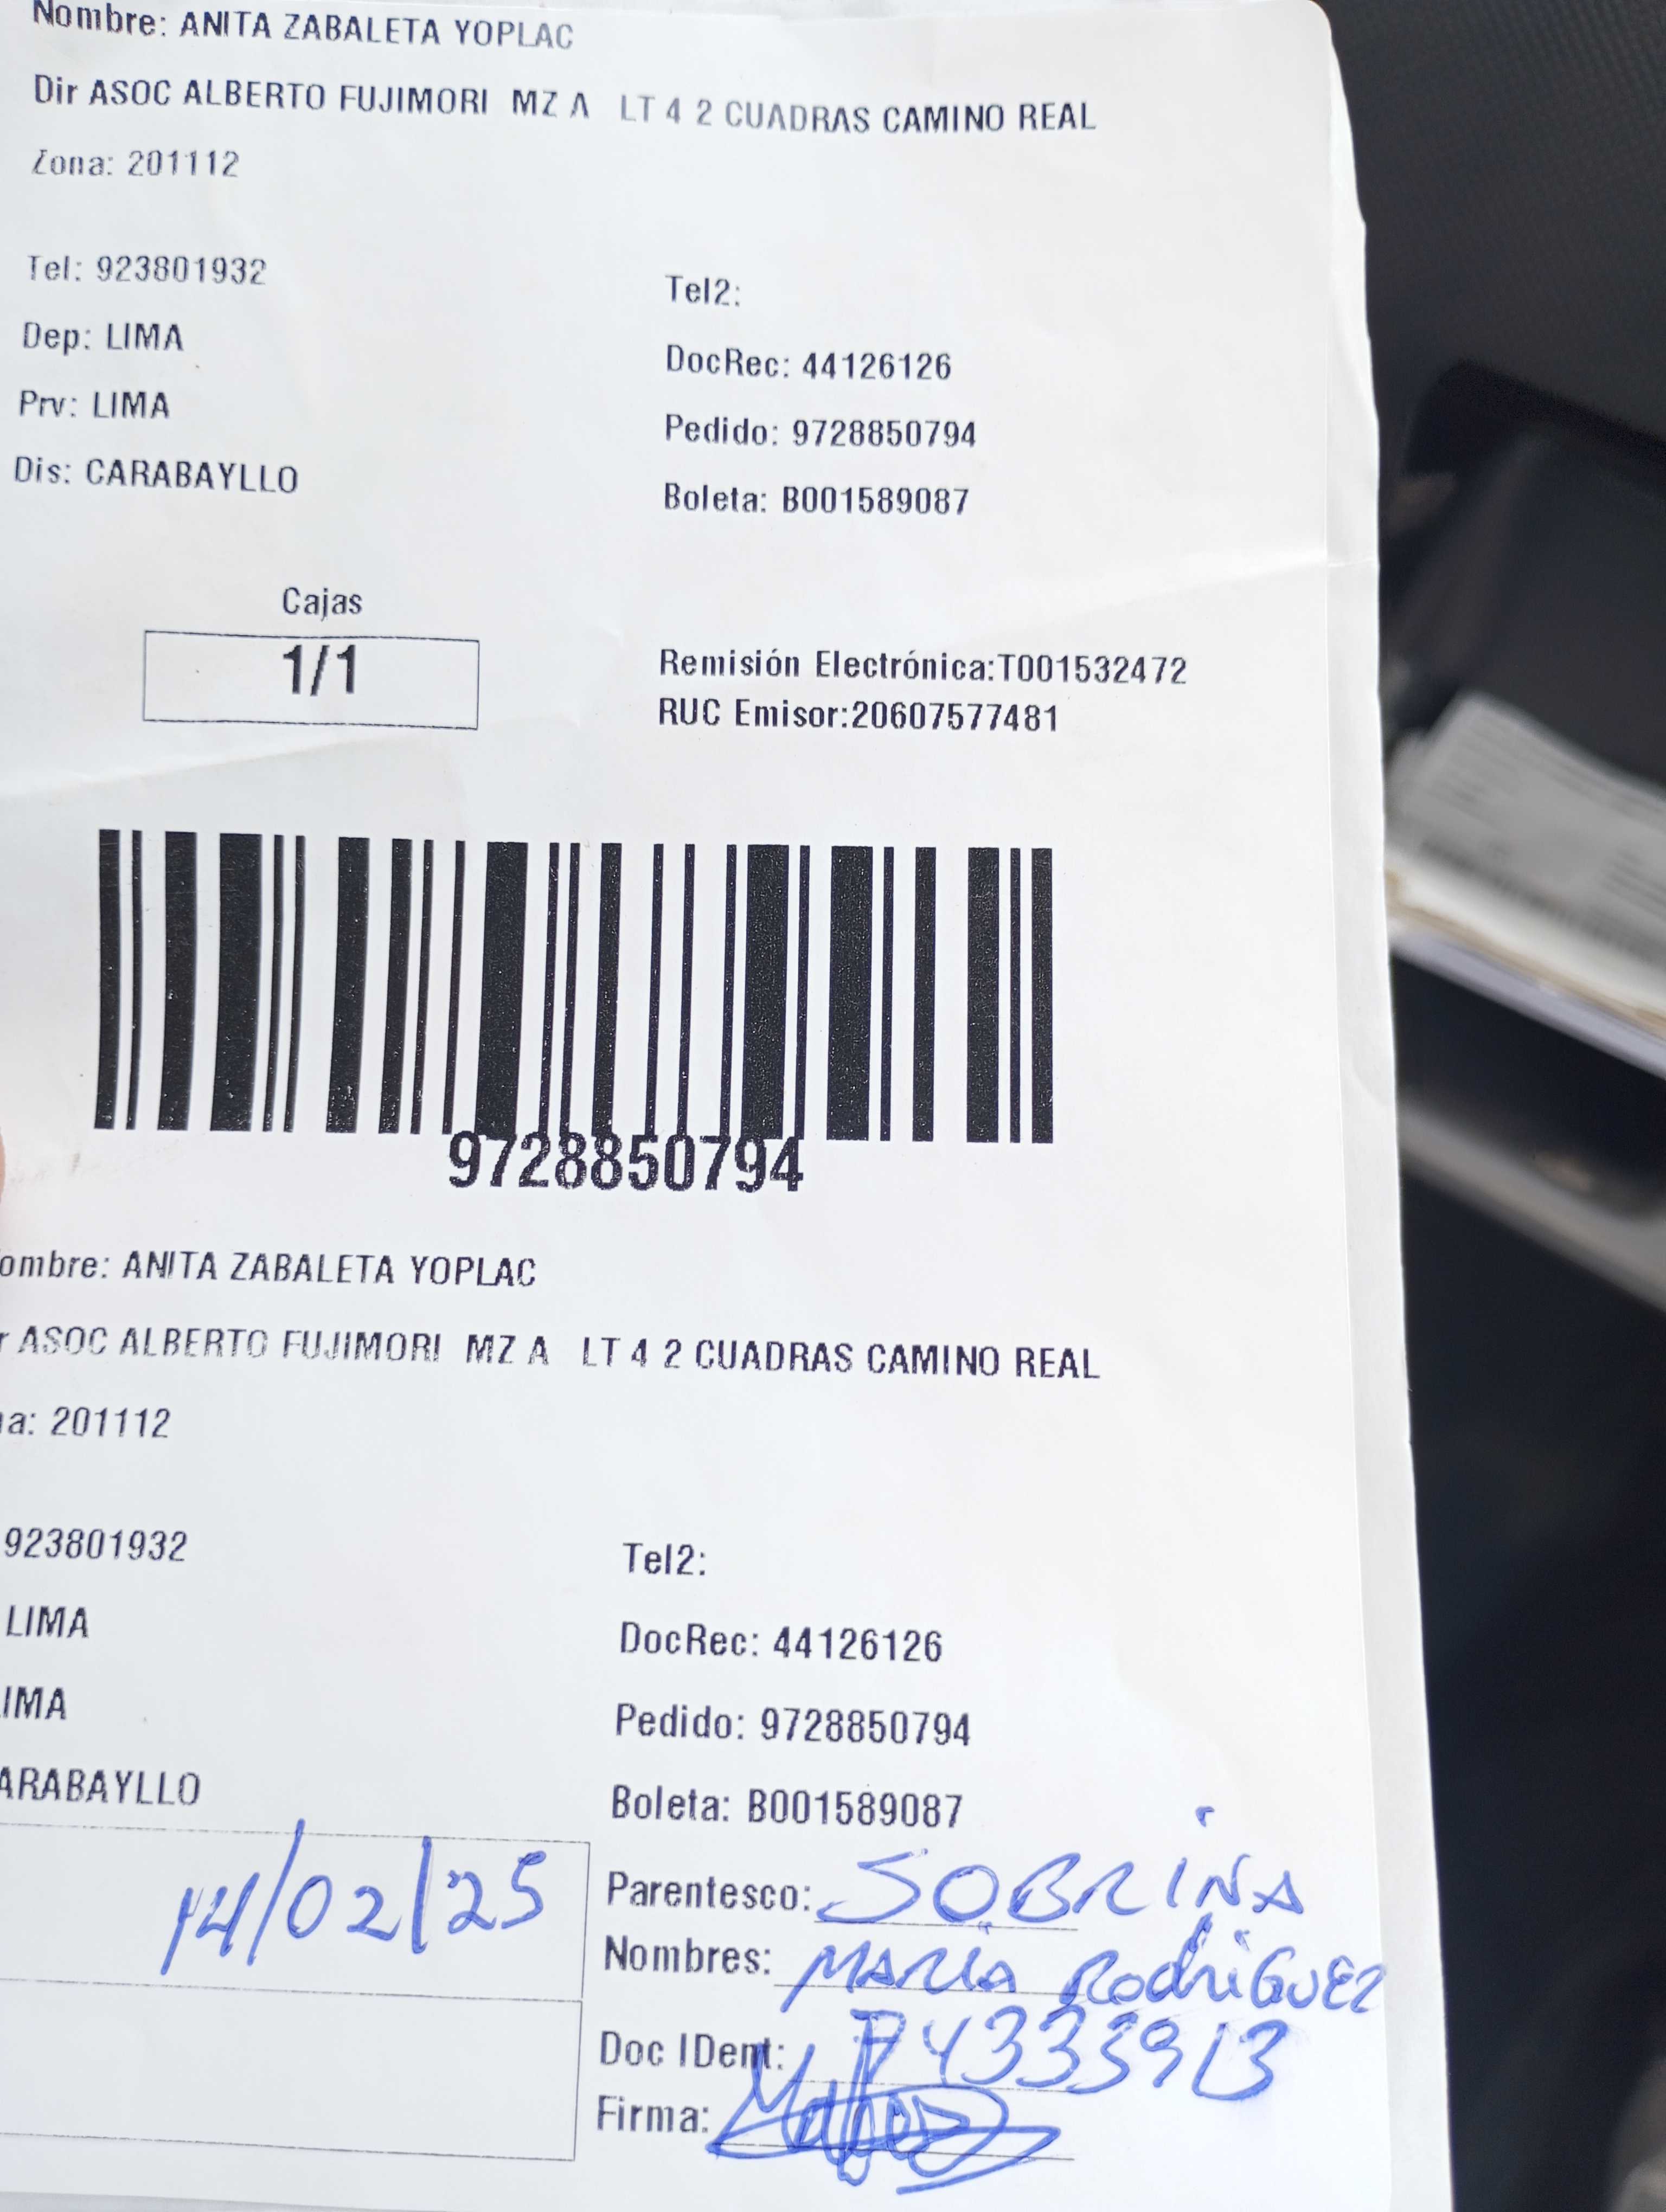 Nombre: ANITA ZABALETA YOPLAC
Dir ASOC ALBERTO FUJIMORI MZ A LT 4 2 CUADRAS CAMINO REAL
Zona: 201112
Tel: 923801932
Tel2:
Dep: LIMA
DocRec: 44126126
Prv: LIMA
Pedido: 9728850794
Dis: CARABAYLLO
Boleta: B001589087
Cajas
1/1
Remisión Electrónica:T001532472
RUC Emisor:20607577481
9728850794
ombre: ANITA ZABALETA YOPLAC
r ASOC ALBERTO FUJIMORI MZ A LT 4 2 CUADRAS CAMINO REAL
na: 201112
923801932
Tel2:
LIMA
DocRec: 44126126
IMA
Pedido: 9728850794
ARABAYLLO
Boleta: B001589087
14/02/25
Parentesco: SOBRINA
Nombres: MARIA RodRiGUEZ
Doc IDent: 74333913
Firma: